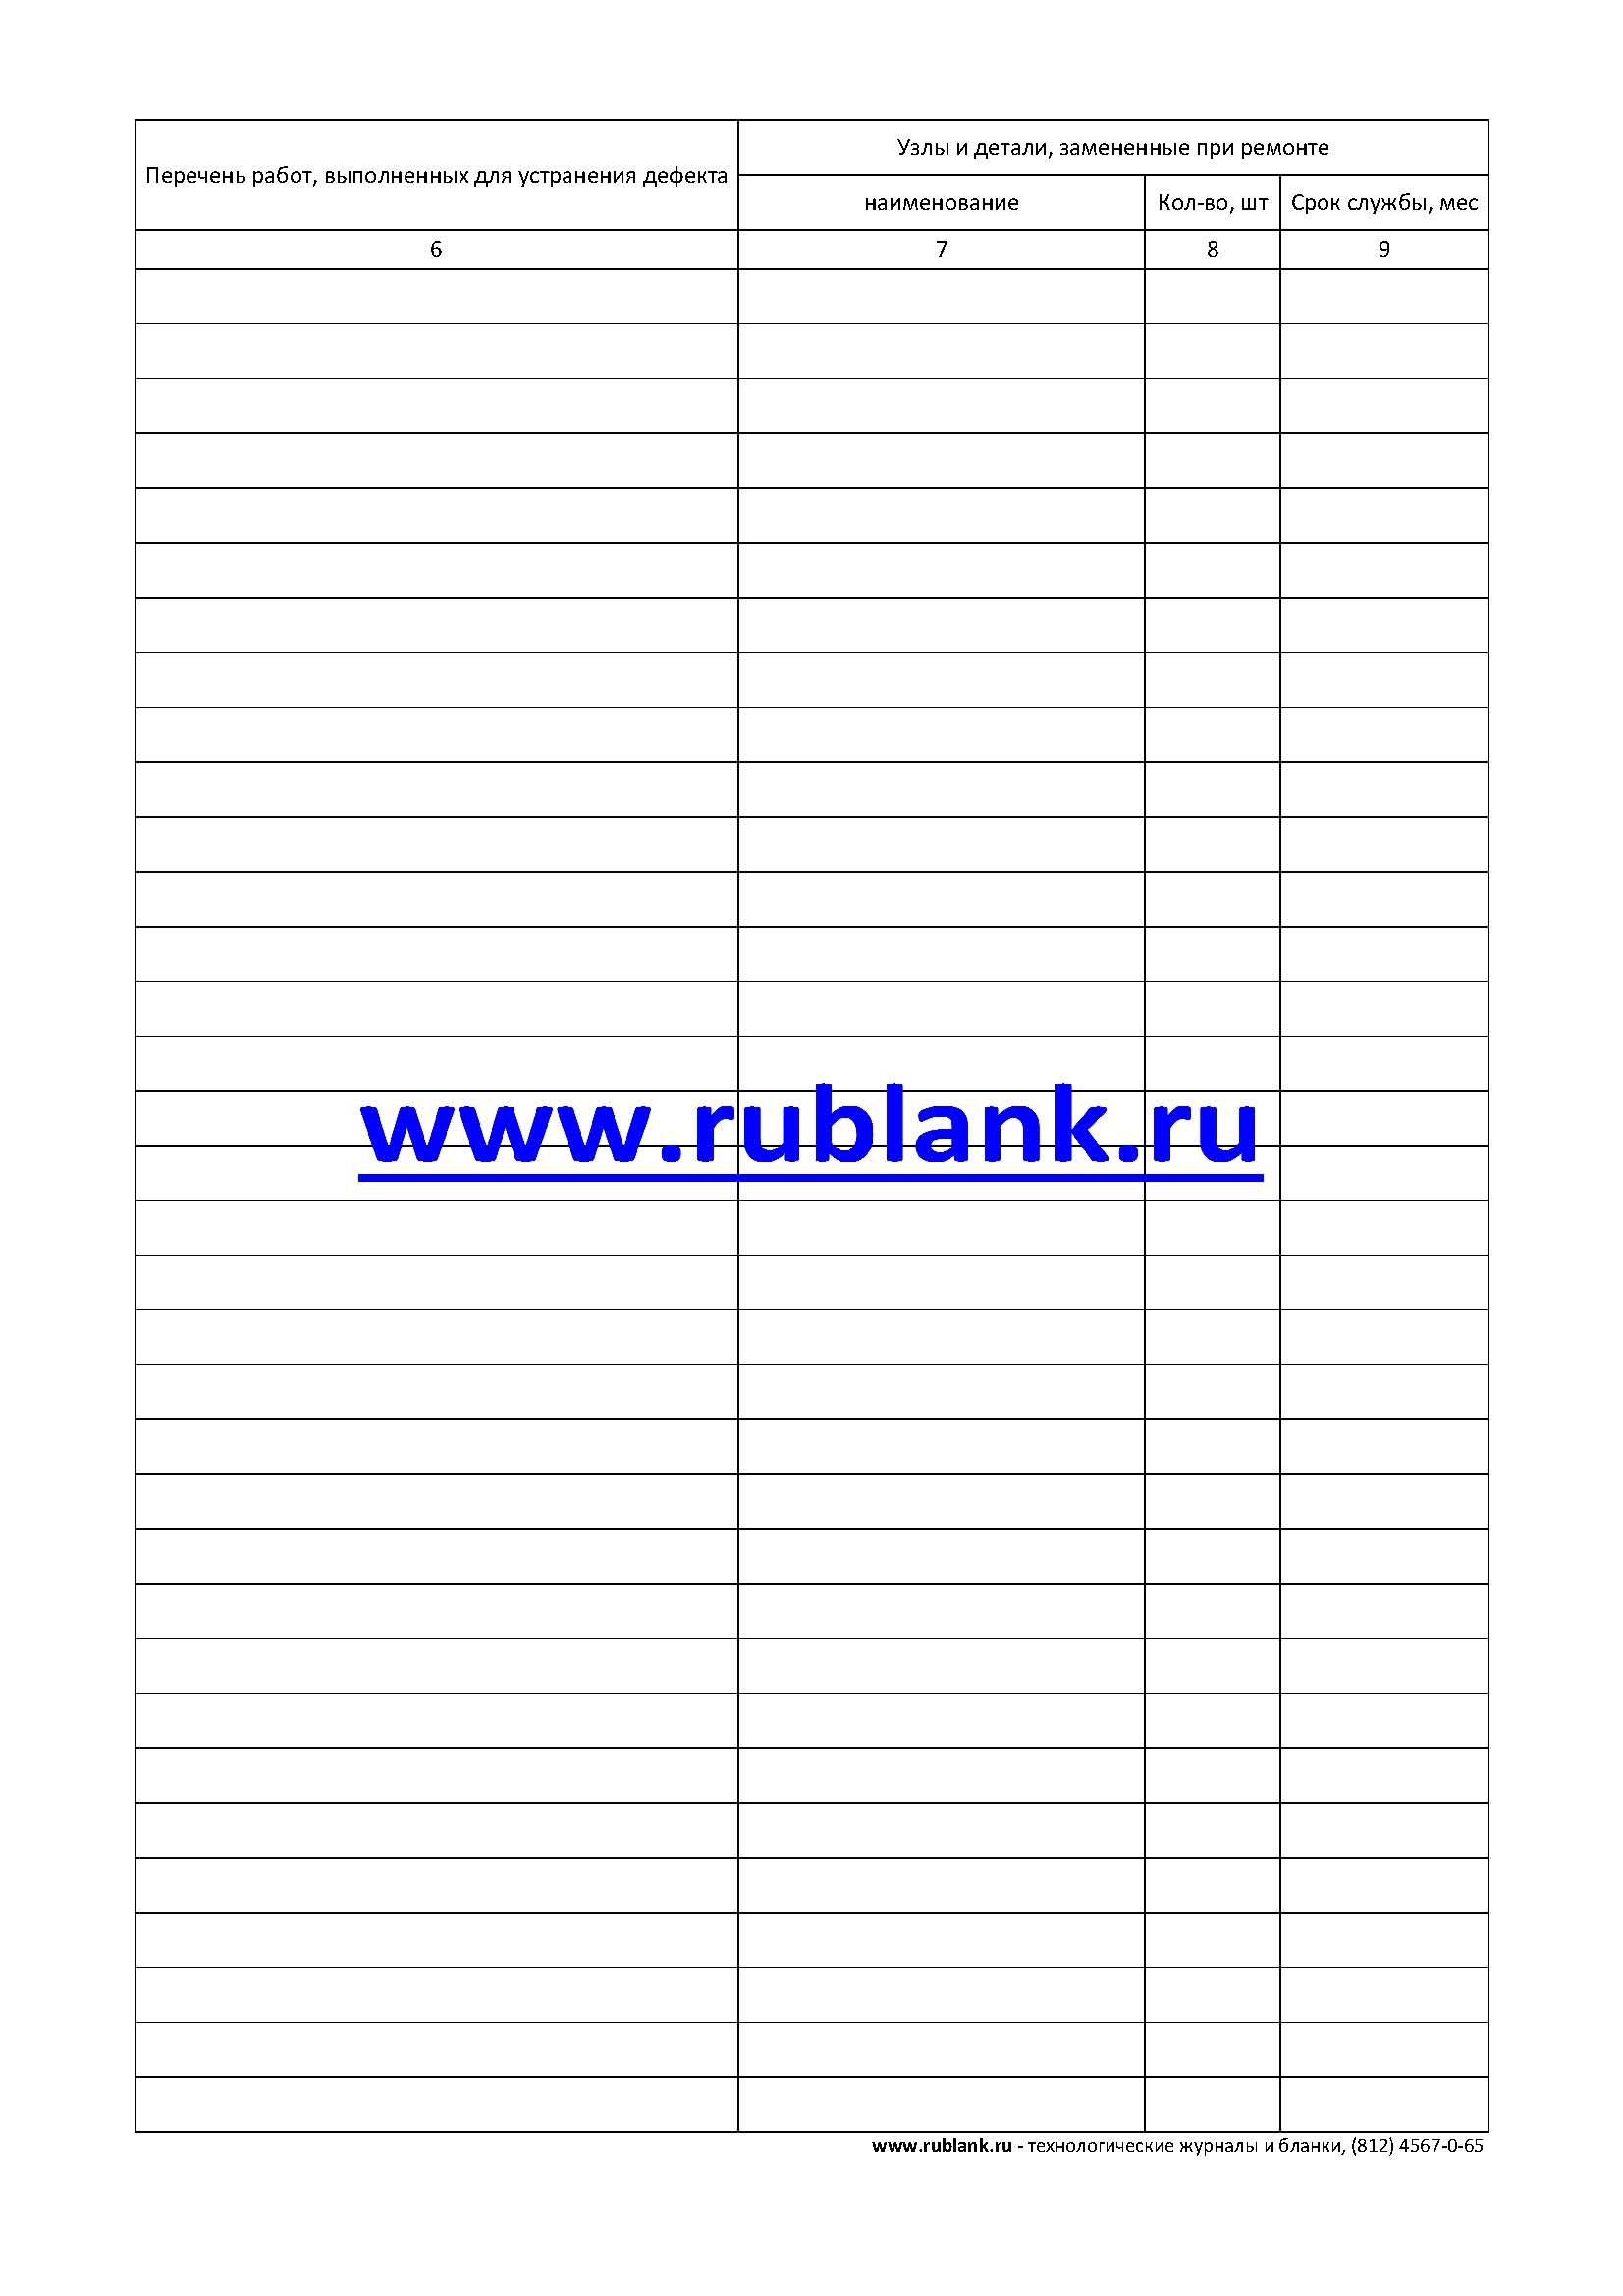 Перечень работ, выполненных для устранения дефекта
Узлы и детали, замененные при ремонте
наименование
Кол-во, шт
Срок службы, мес
6
7
8
9
www.rublank.ru
www.rublank.ru - технологические журналы и бланки, (812) 4567-0-65